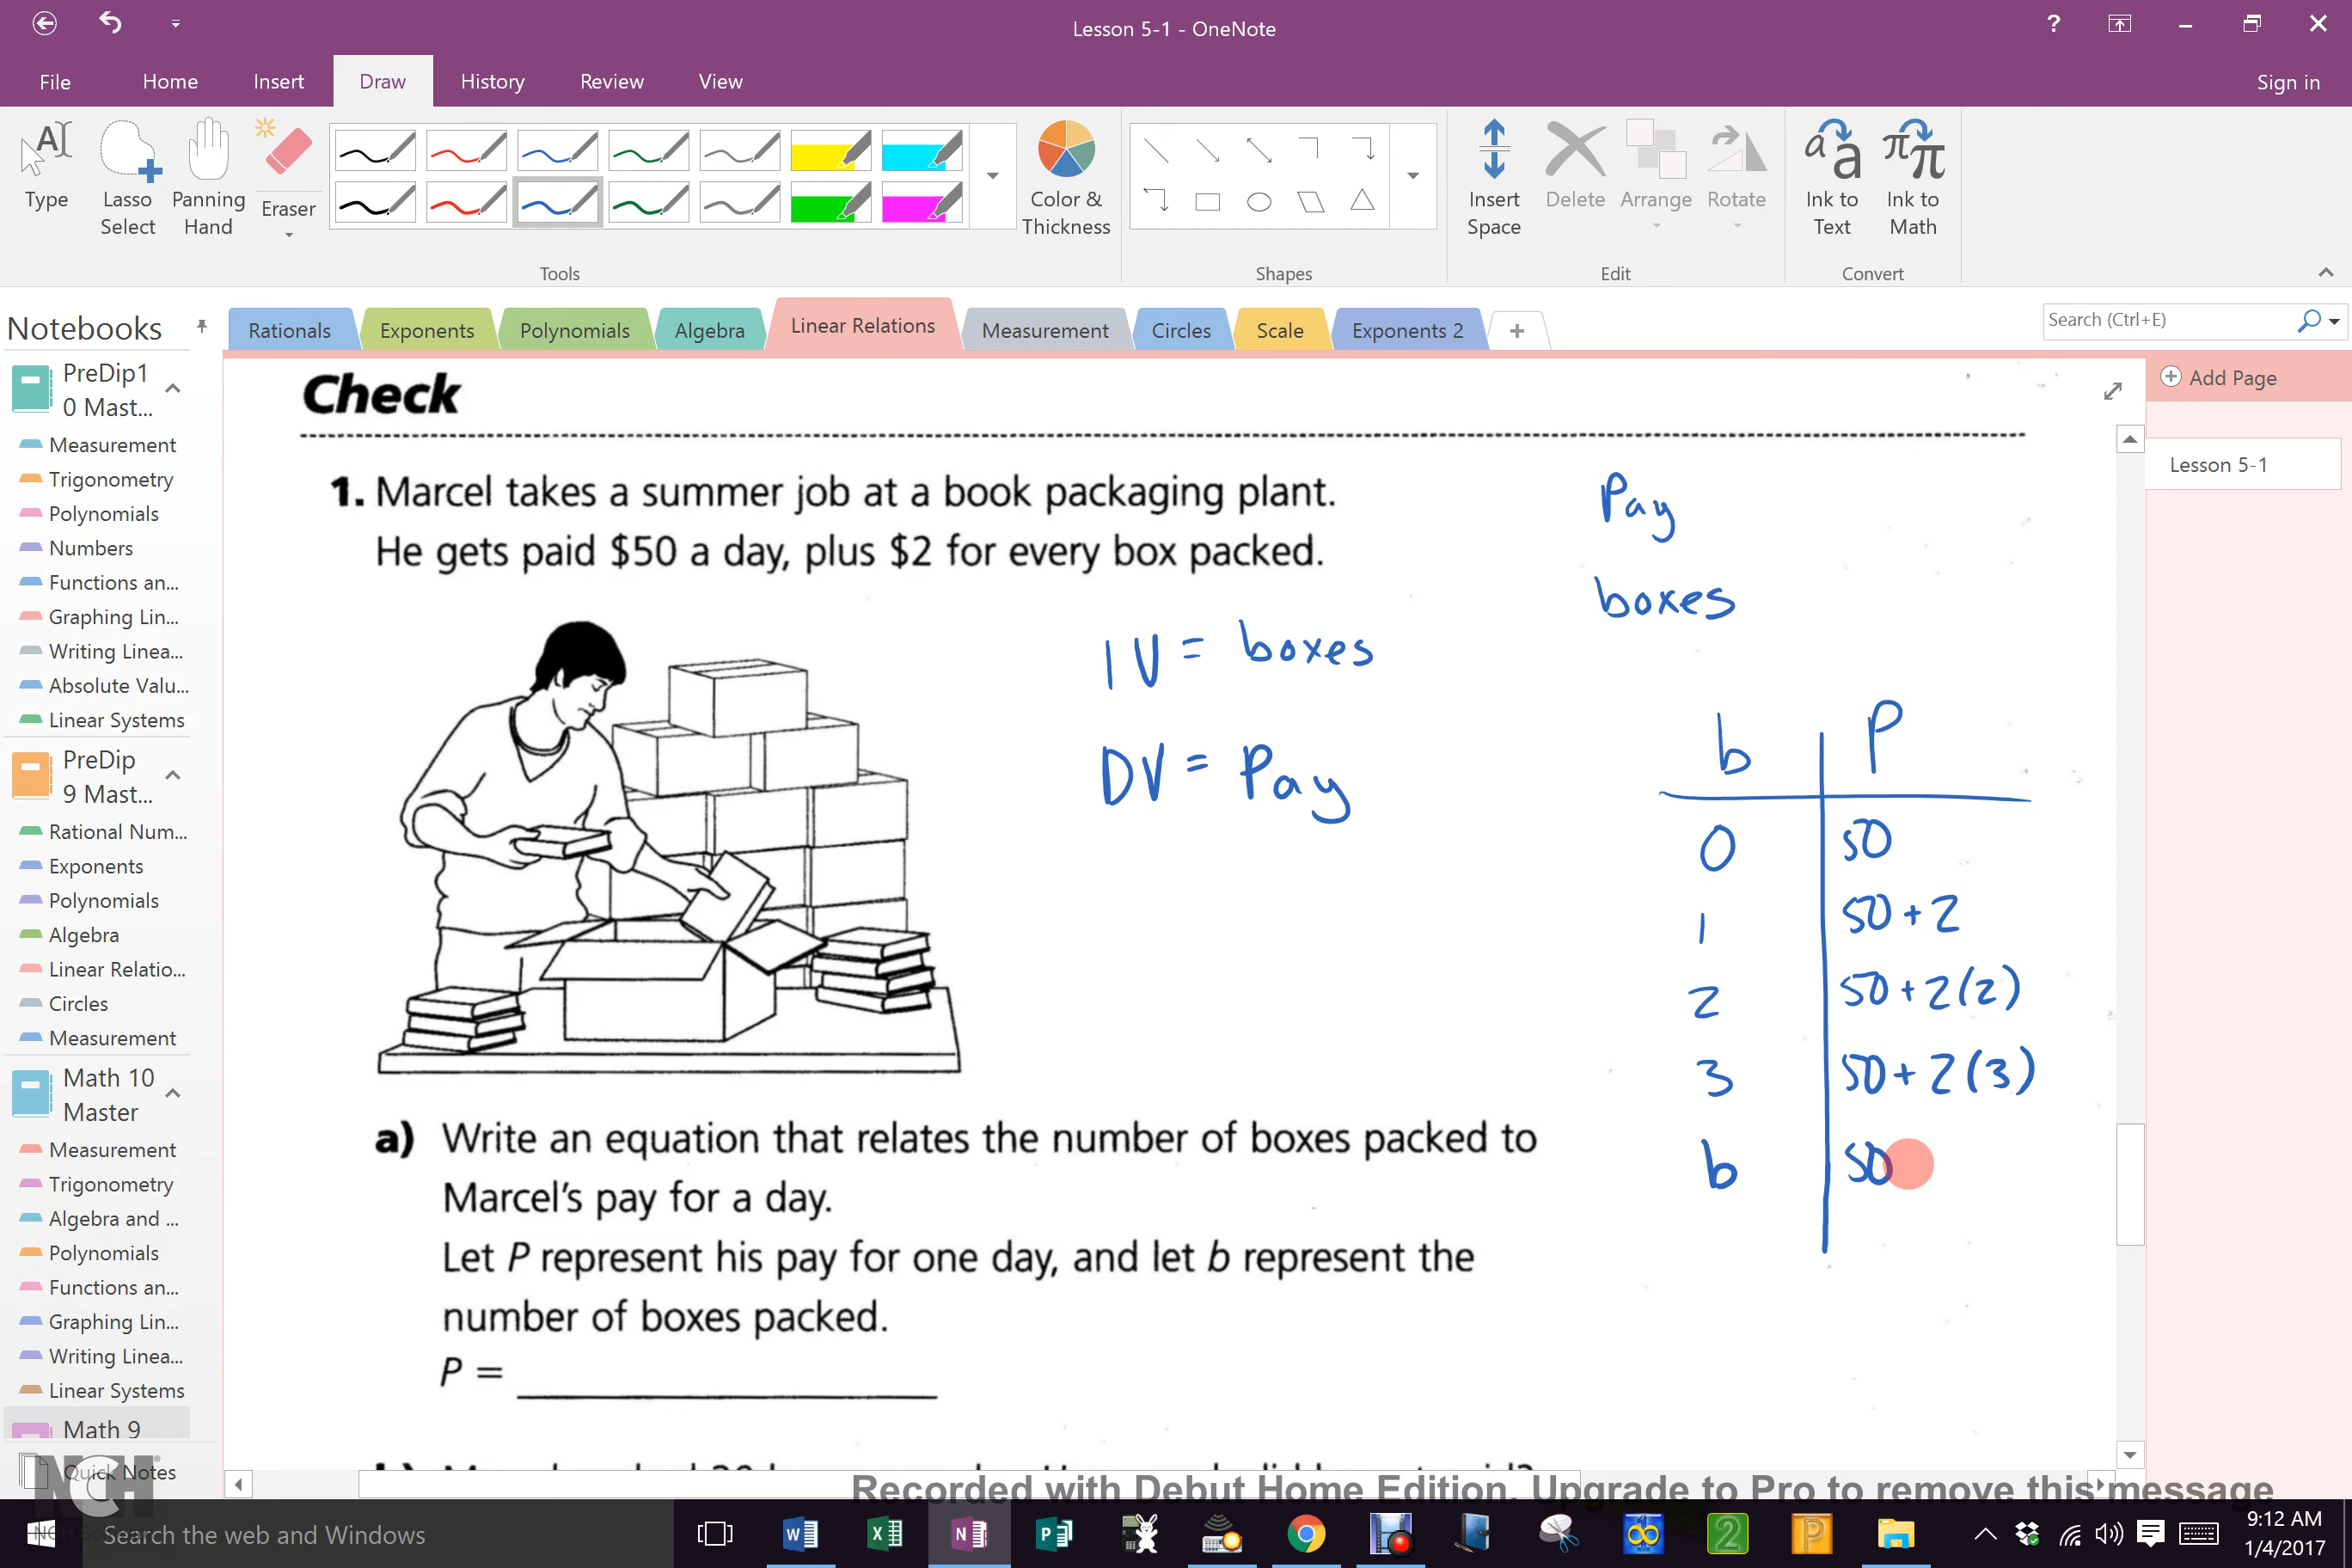 Lesson 5-1 - OneNote
File Home Insert Draw History Review View Sign in
Type
Lasso Select
Panning Hand
Eraser
Color & Thickness
Insert Space
Delete
Arrange
Rotate
Ink to Text
Ink to Math
Tools Shapes Edit Convert
Notebooks
Rationals Exponents Polynomials Algebra Linear Relations Measurement Circles Scale Exponents 2 +
Search (Ctrl+E)
Add Page
Lesson 5-1
PreDip1
0 Mast...
Measurement
Trigonometry
Polynomials
Numbers
Functions an...
Graphing Lin...
Writing Linea...
Absolute Valu...
Linear Systems
PreDip
9 Mast...
Rational Num...
Exponents
Polynomials
Algebra
Linear Relatio...
Circles
Measurement
Math 10
Master
Measurement
Trigonometry
Algebra and ...
Polynomials
Functions an...
Graphing Lin...
Writing Linea...
Linear Systems
Math 9
Quick Notes
Check
1. Marcel takes a summer job at a book packaging plant.
He gets paid $50 a day, plus $2 for every box packed.
Pay
boxes
IV = boxes
DV = Pay
b P
0 50
1 50 + 2
2 50 + 2(2)
3 50 + 2(3)
b 50
a) Write an equation that relates the number of boxes packed to
Marcel's pay for a day.
Let P represent his pay for one day, and let b represent the
number of boxes packed.
P =
Recorded with Debut Home Edition. Upgrade to Pro to remove this message
NCH
Search the web and Windows
9:12 AM
1/4/2017